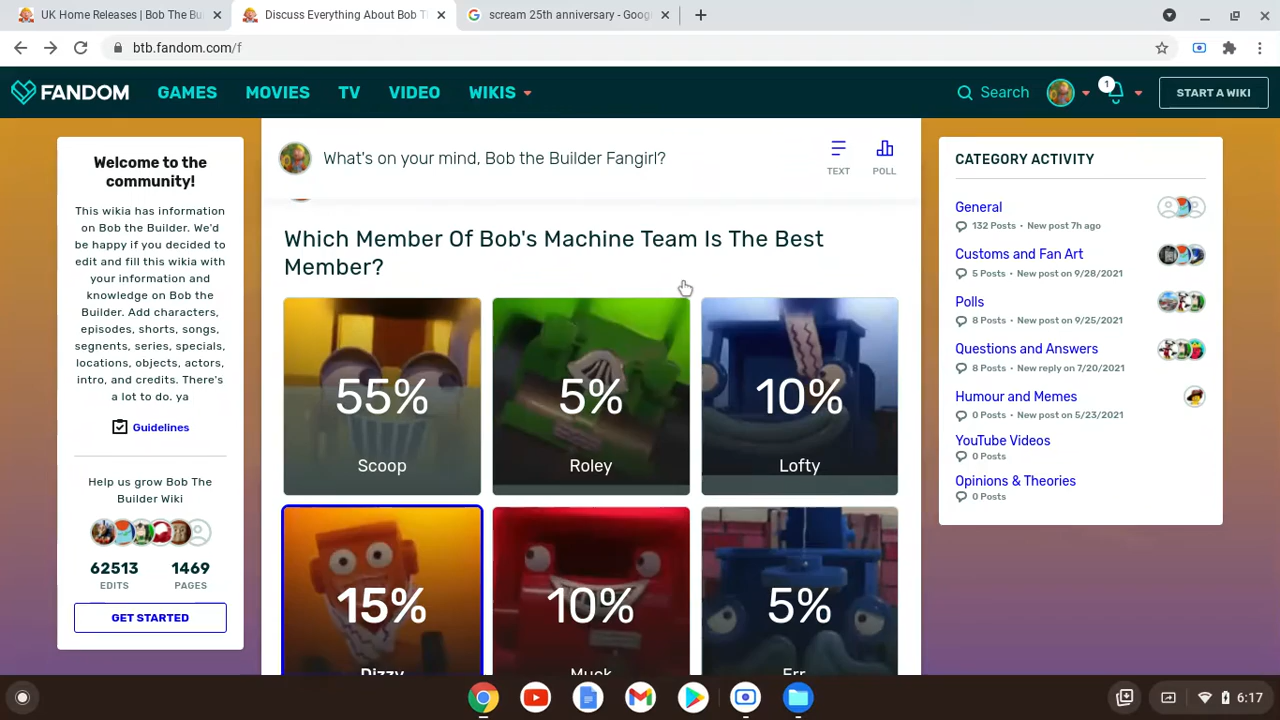 UK Home Releases | Bob The Bu
Discuss Everything About Bob T
scream 25th anniversary - Goog
btb.fandom.com/f
FANDOM
GAMES
MOVIES
TV
VIDEO
WIKIS
Search
1
START A WIKI
Welcome to the
community!
This wikia has information
on Bob the Builder. We'd
be happy if you decided to
edit and fill this wikia with
your information and
knowledge on Bob the
Builder. Add characters,
episodes, shorts, songs,
segnents, series, specials,
locations, objects, actors,
intro, and credits. There's
a lot to do. ya
Guidelines
Help us grow Bob The
Builder Wiki
62513
EDITS
1469
PAGES
GET STARTED
What's on your mind, Bob the Builder Fangirl?
TEXT
POLL
Which Member Of Bob's Machine Team Is The Best
Member?
55%
Scoop
5%
Roley
10%
Lofty
15%
Dizzy
10%
Muck
5%
Err
CATEGORY ACTIVITY
General
132 Posts • New post 7h ago
Customs and Fan Art
5 Posts • New post on 9/28/2021
Polls
8 Posts • New post on 9/25/2021
Questions and Answers
8 Posts • New reply on 7/20/2021
Humour and Memes
0 Posts • New post on 5/23/2021
YouTube Videos
0 Posts
Opinions & Theories
0 Posts
6:17